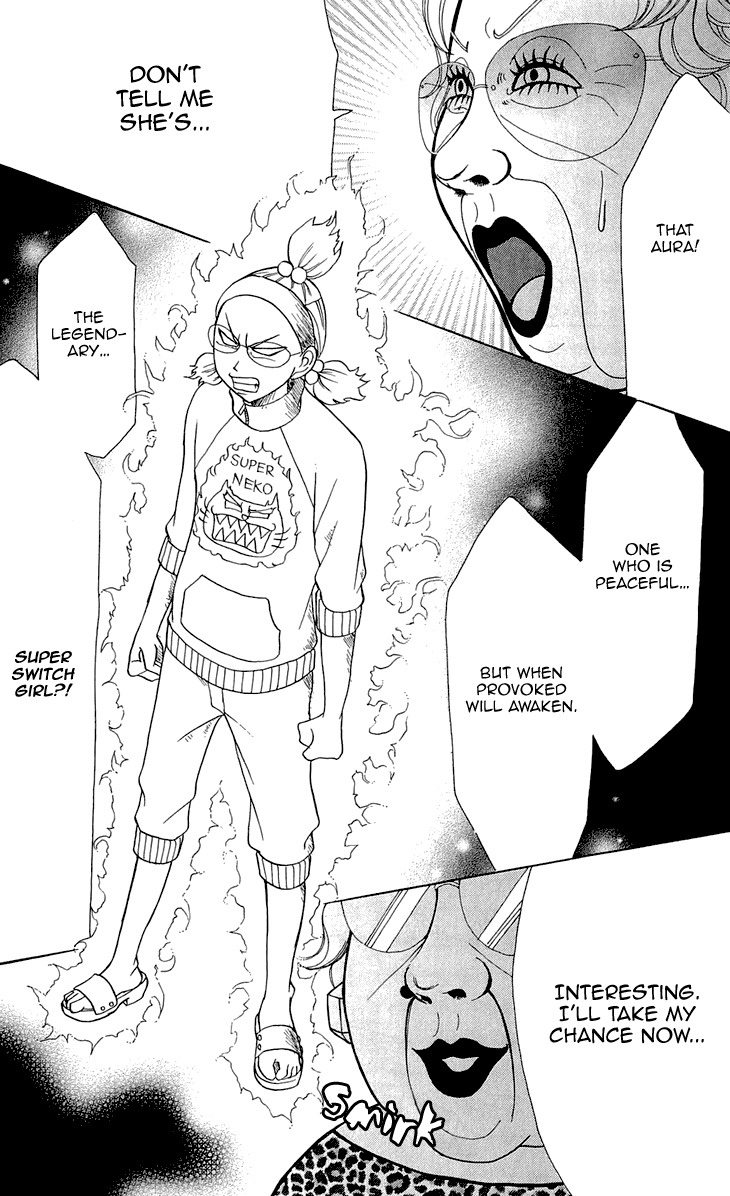 THAT
AURA!
DON'T
TELL ME
SHE'S...
ONE
WHO IS
PEACEFUL...
BUT WHEN
PROVOKED
WILL AWAKEN.
THE
LEGEND-
ARY...
SUPER
SWITCH
GIRL?!
SUPER
NEKO
INTERESTING.
I'LL TAKE MY
CHANCE NOW...
Smirk